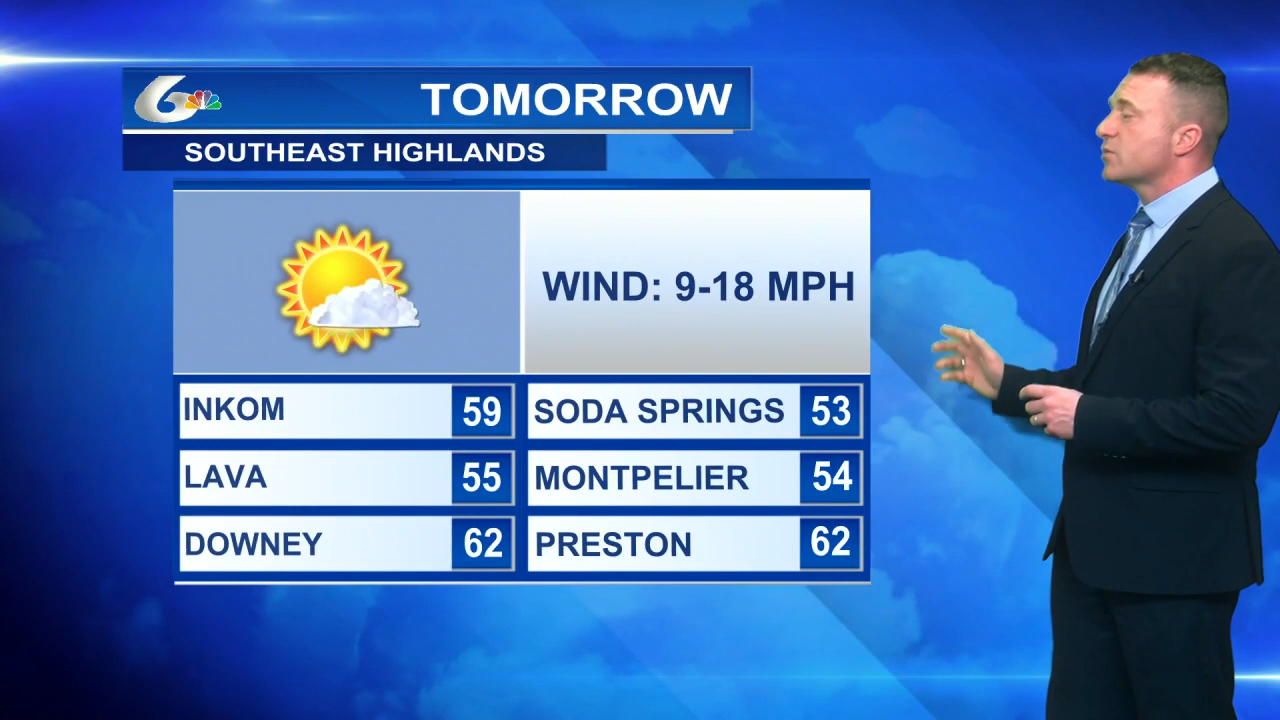 6
TOMORROW
SOUTHEAST HIGHLANDS
WIND: 9-18 MPH
INKOM 59
SODA SPRINGS 53
LAVA 55
MONTPELIER 54
DOWNEY 62
PRESTON 62